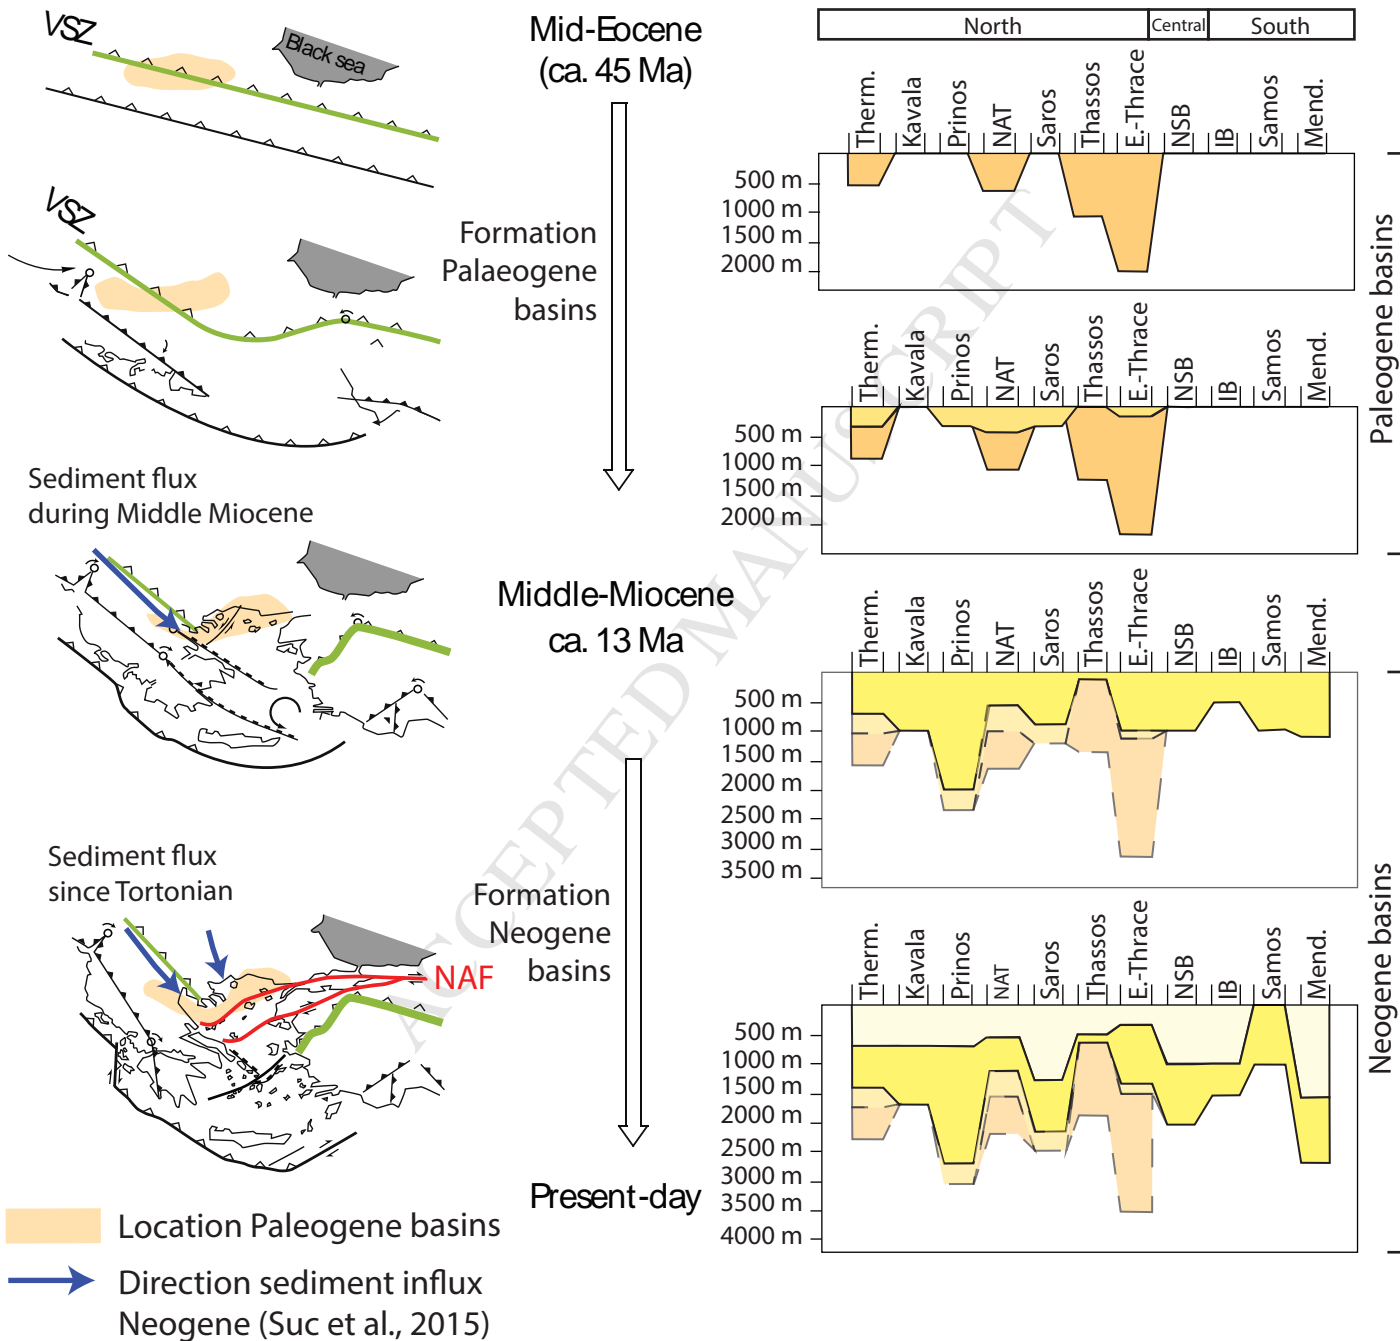 VSZ
Black sea
Mid-Eocene
(ca. 45 Ma)
VSZ
Formation
Palaeogene
basins
Sediment flux
during Middle Miocene
Middle-Miocene
ca. 13 Ma
Sediment flux
since Tortonian
Formation
Neogene
basins
NAF
Present-day
Location Paleogene basins
Direction sediment influx
Neogene (Suc et al., 2015)
North Central South
Therm. Kavala Prinos NAT Saros Thassos E.-Thrace NSB IB Samos Mend.
500 m
1000 m
1500 m
2000 m
Therm. Kavala Prinos NAT Saros Thassos E.-Thrace NSB IB Samos Mend.
500 m
1000 m
1500 m
2000 m
Paleogene basins
Therm. Kavala Prinos NAT Saros Thassos E.-Thrace NSB IB Samos Mend.
500 m
1000 m
1500 m
2000 m
2500 m
3000 m
3500 m
Therm. Kavala Prinos NAT Saros Thassos E.-Thrace NSB IB Samos Mend.
500 m
1000 m
1500 m
2000 m
2500 m
3000 m
3500 m
4000 m
Neogene basins
ACCEPTED MANUSCRIPT